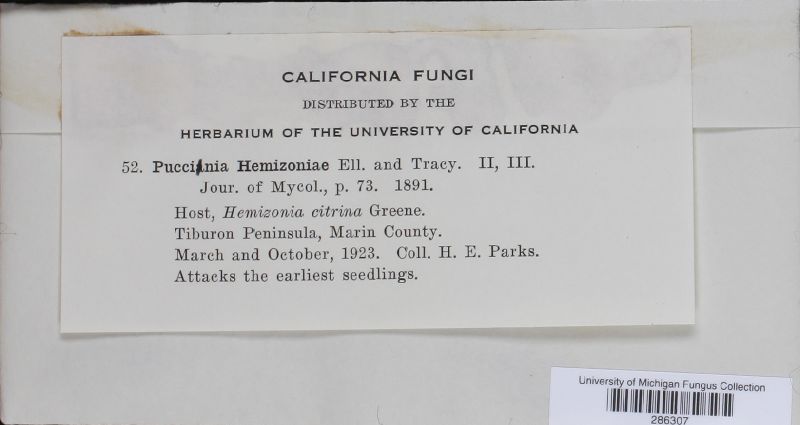 CALIFORNIA FUNGI
DISTRIBUTED BY THE
HERBARIUM OF THE UNIVERSITY OF CALIFORNIA
52. Puccinia Hemizoniae Ell. and Tracy. II, III.
Jour. of Mycol., p. 73. 1891.
Host, Hemizonia citrina Greene.
Tiburon Peninsula, Marin County.
March and October, 1923. Coll. H. E. Parks.
Attacks the earliest seedlings.
University of Michigan Fungus Collection
286307